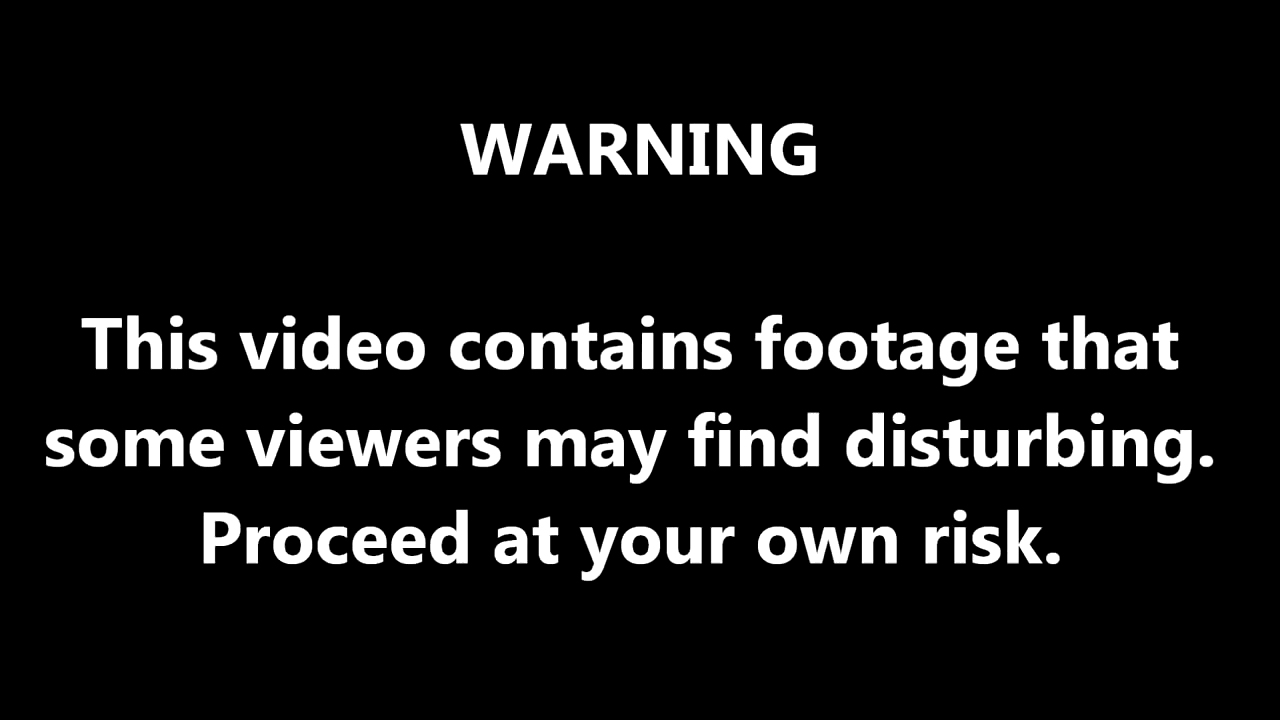 WARNING
This video contains footage that
some viewers may find disturbing.
Proceed at your own risk.